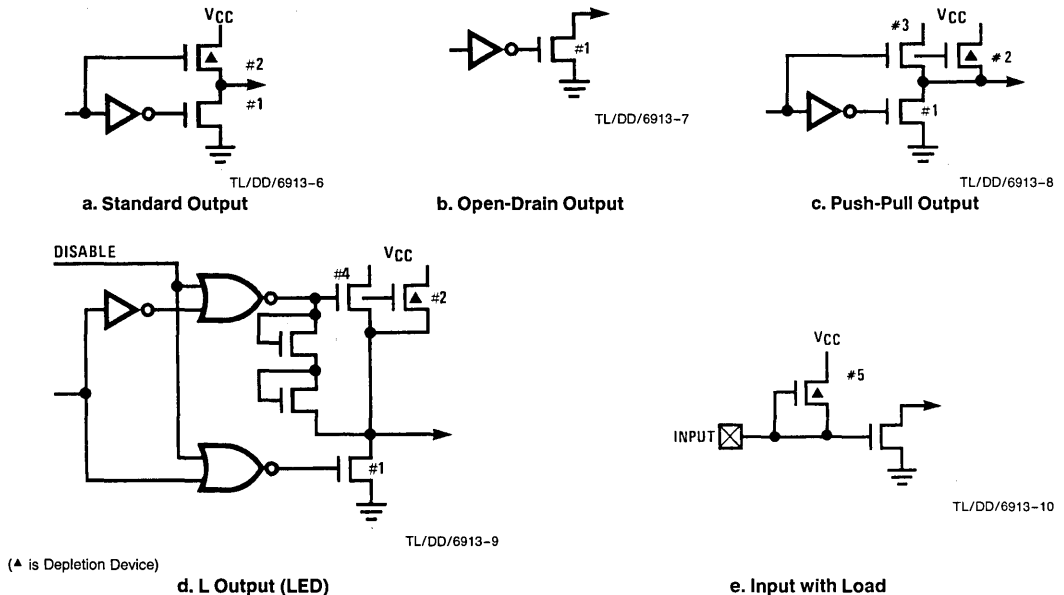 VCC
#2
#1
TL/DD/6913-6
a. Standard Output
#1
TL/DD/6913-7
b. Open-Drain Output
#3
VCC
#2
#1
TL/DD/6913-8
c. Push-Pull Output
DISABLE
#4
VCC
#2
#1
TL/DD/6913-9
(▲ is Depletion Device)
d. L Output (LED)
VCC
#5
INPUT
TL/DD/6913-10
e. Input with Load